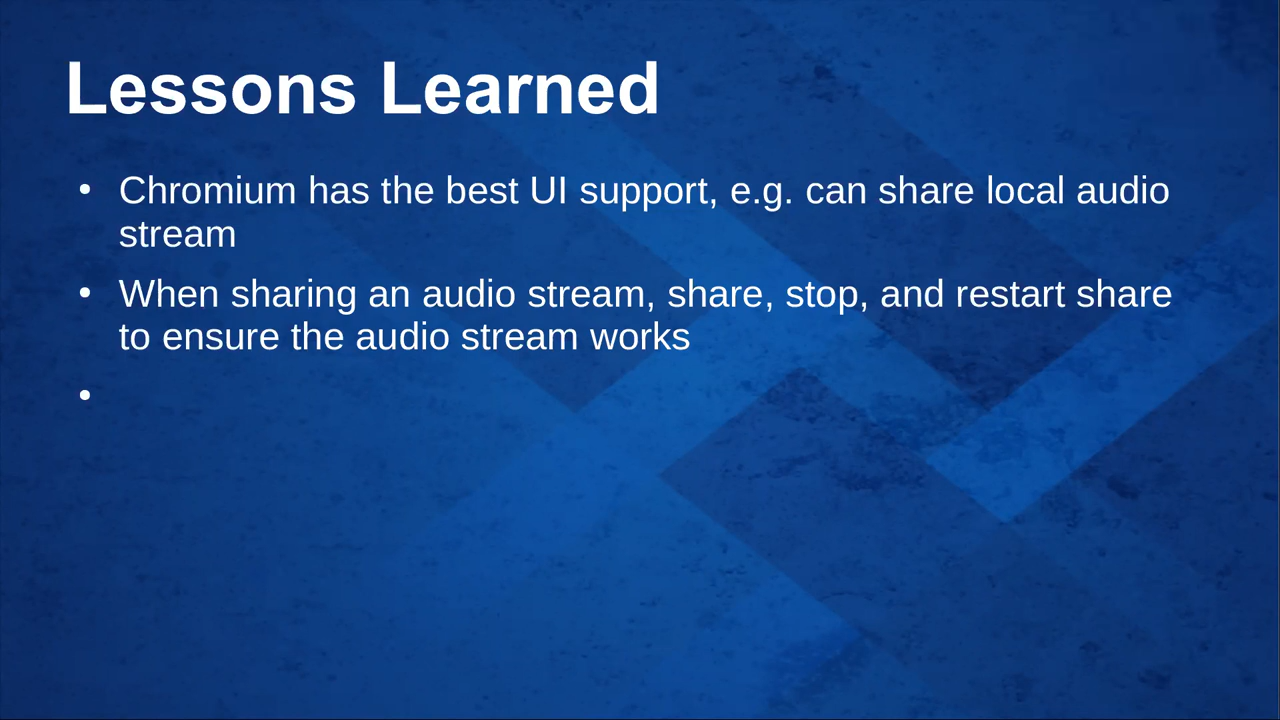 Lessons Learned
• Chromium has the best UI support, e.g. can share local audio
stream
• When sharing an audio stream, share, stop, and restart share
to ensure the audio stream works
•